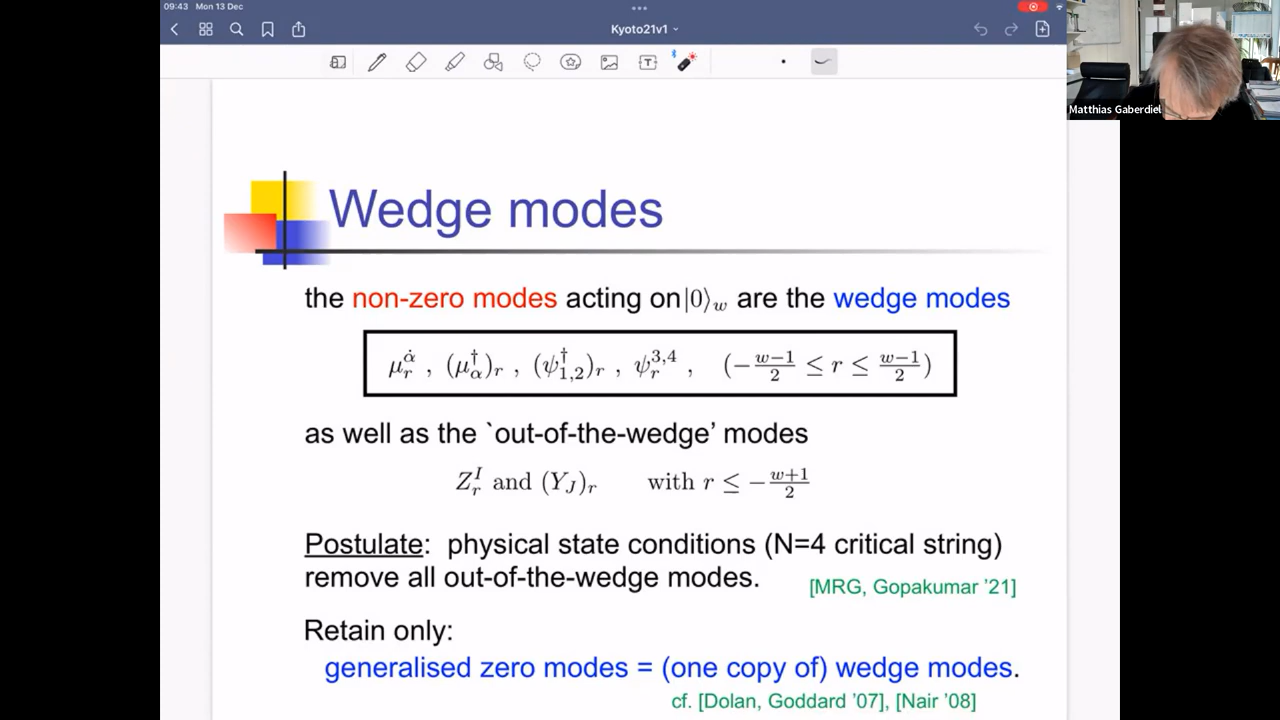 09:43 Mon 13 Dec
Kyoto21v1
Matthias Gaberdiel
Wedge modes
the non-zero modes acting on |0⟩_w are the wedge modes
μ_r^{α̇} , (μ_α^†)_r , (ψ_{1,2}^†)_r , ψ_r^{3,4} , (−\frac{w−1}{2} ≤ r ≤ \frac{w−1}{2})
as well as the `out-of-the-wedge’ modes
Z_r^I and (Y_J)_r with r ≤ −\frac{w+1}{2}
Postulate: physical state conditions (N=4 critical string)
remove all out-of-the-wedge modes.
[MRG, Gopakumar ’21]
Retain only:
generalised zero modes = (one copy of) wedge modes.
cf. [Dolan, Goddard ’07], [Nair ’08]